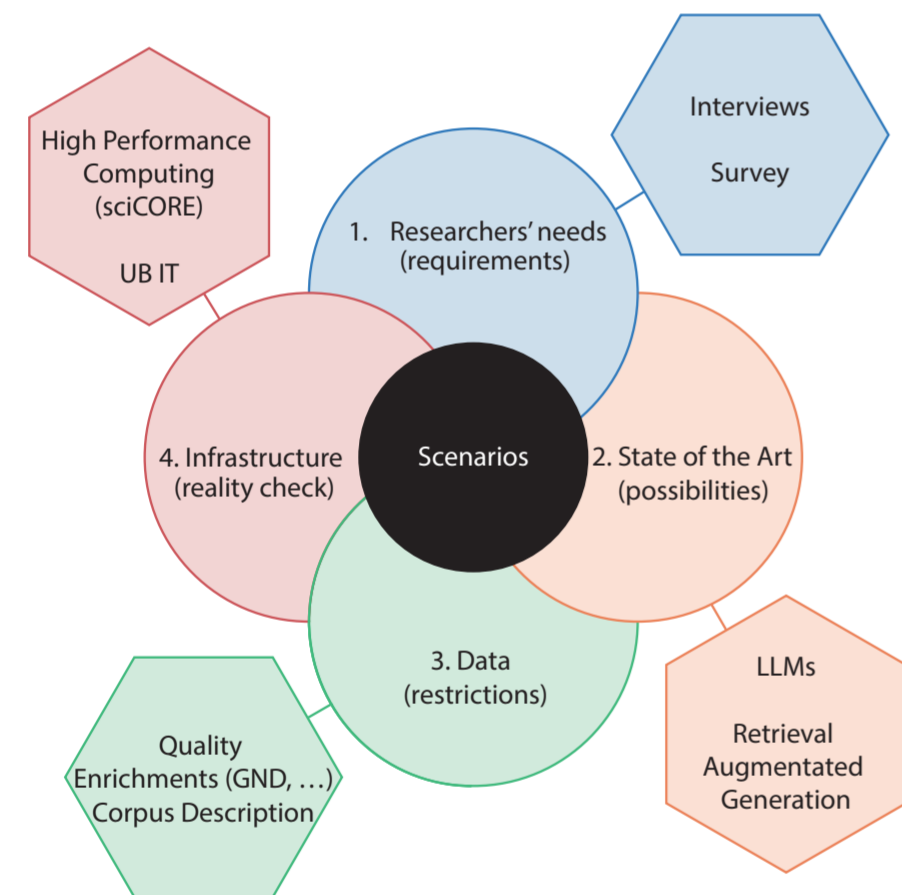 High Performance
Computing
(sciCORE)
UB IT
Interviews
Survey
1. Researchers’ needs
(requirements)
4. Infrastructure
(reality check)
Scenarios
2. State of the Art
(possibilities)
3. Data
(restrictions)
LLMs
Retrieval
Augmentated
Generation
Quality
Enrichments (GND, …)
Corpus Description